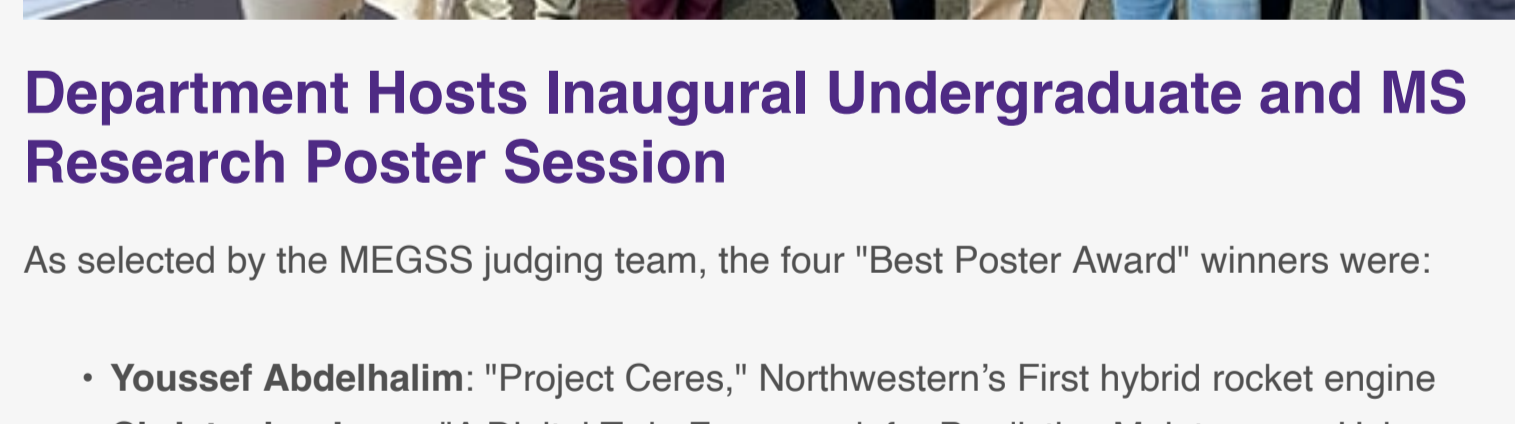 Department Hosts Inaugural Undergraduate and MS
Research Poster Session
As selected by the MEGSS judging team, the four "Best Poster Award" winners were:
• Youssef Abdelhalim: "Project Ceres," Northwestern’s First hybrid rocket engine